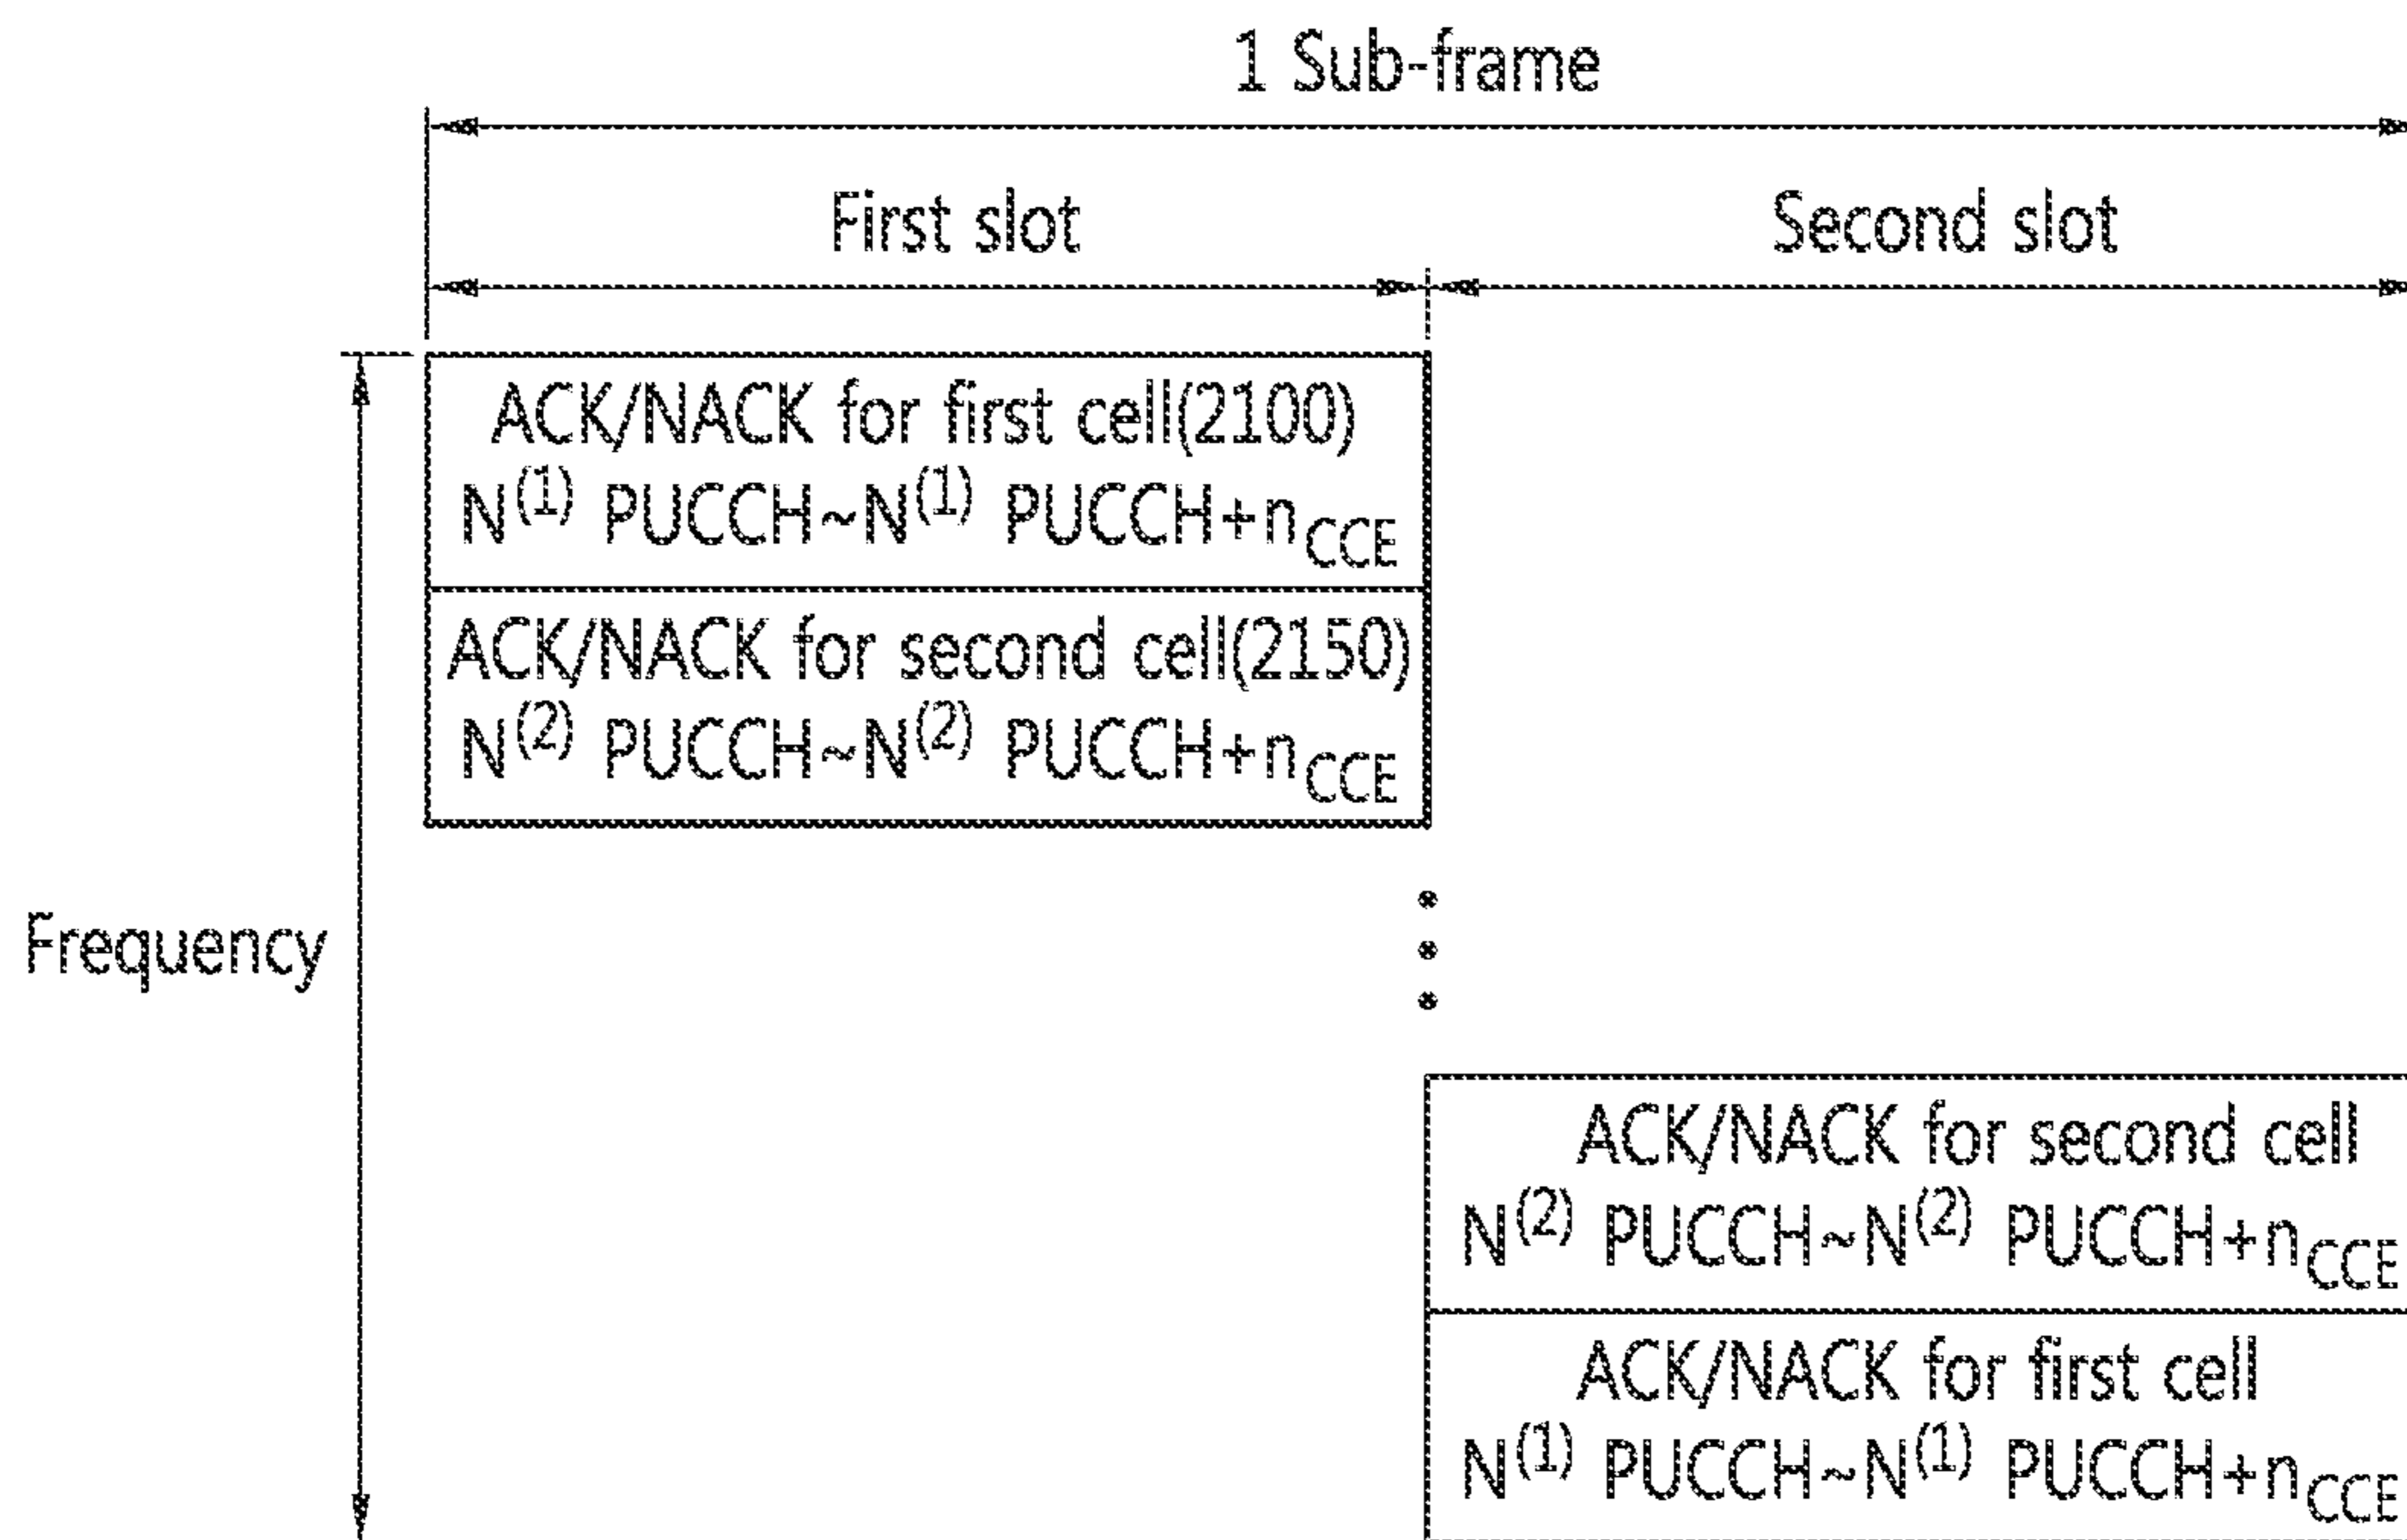 1 Sub-frame
First slot
Second slot
ACK/NACK for first cell(2100)
N(1) PUCCH~N(1) PUCCH+nCCE
ACK/NACK for second cell(2150)
N(2) PUCCH~N(2) PUCCH+nCCE
Frequency
ACK/NACK for second cell
N(2) PUCCH~N(2) PUCCH+nCCE
ACK/NACK for first cell
N(1) PUCCH~N(1) PUCCH+nCCE